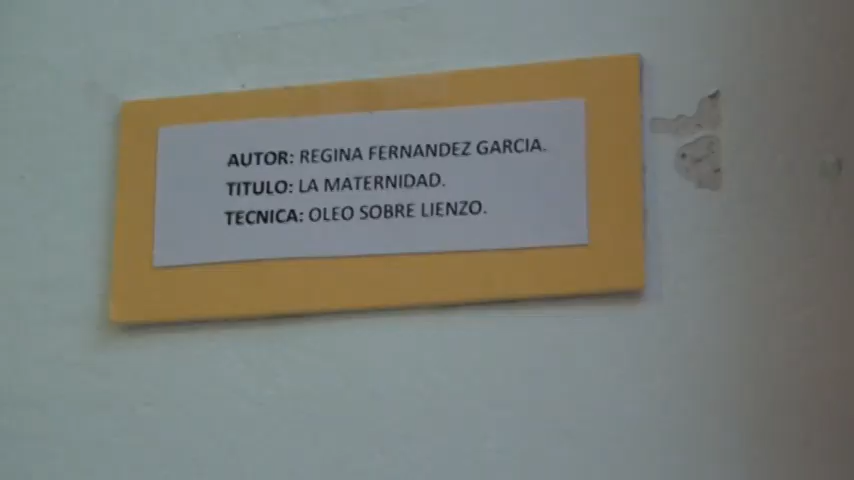 AUTOR: REGINA FERNANDEZ GARCIA.
TITULO: LA MATERNIDAD.
TECNICA: OLEO SOBRE LIENZO.